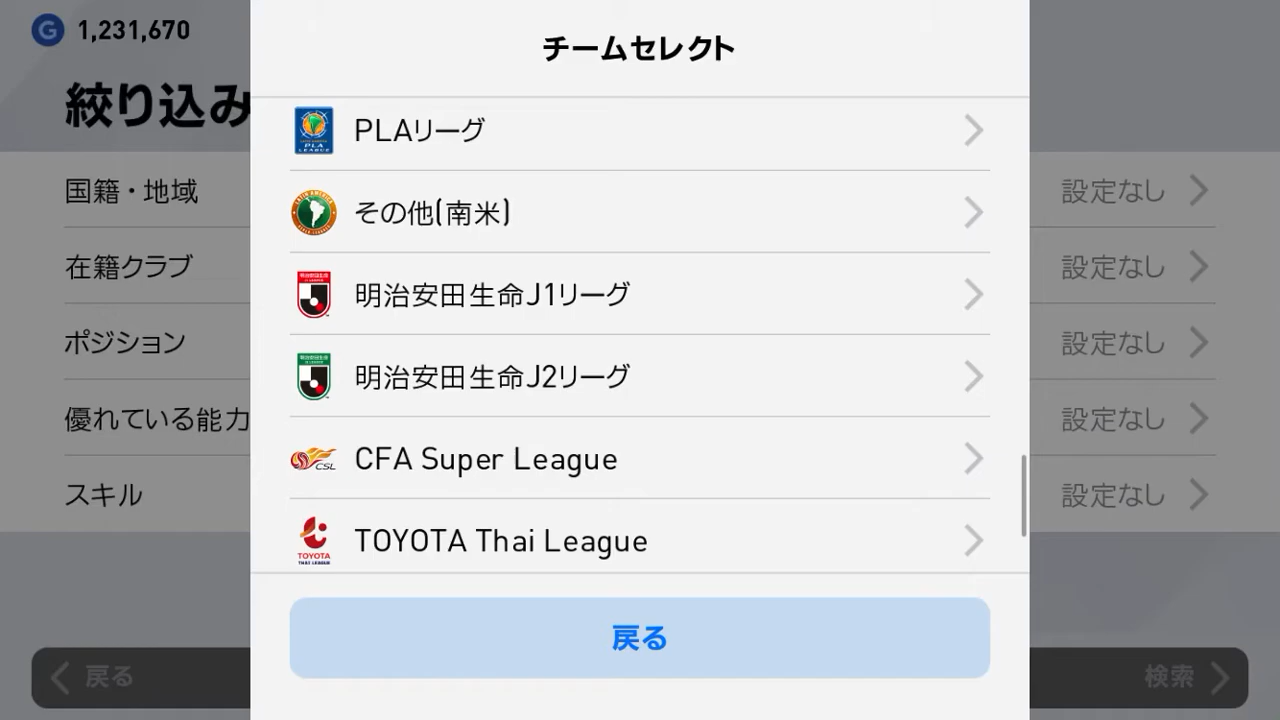 G 1,231,670
チームセレクト
絞り込み
PLAリーグ
その他(南米)
明治安田生命J1リーグ
明治安田生命J2リーグ
CSL CFA Super League
TOYOTA Thai League
TOYOTA
THAI LEAGUE
国籍・地域 設定なし
在籍クラブ 設定なし
ポジション 設定なし
優れている能力 設定なし
スキル 設定なし
戻る
戻る
検索